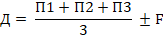 Д = (П1 + П2 + П3) / 3 ± F